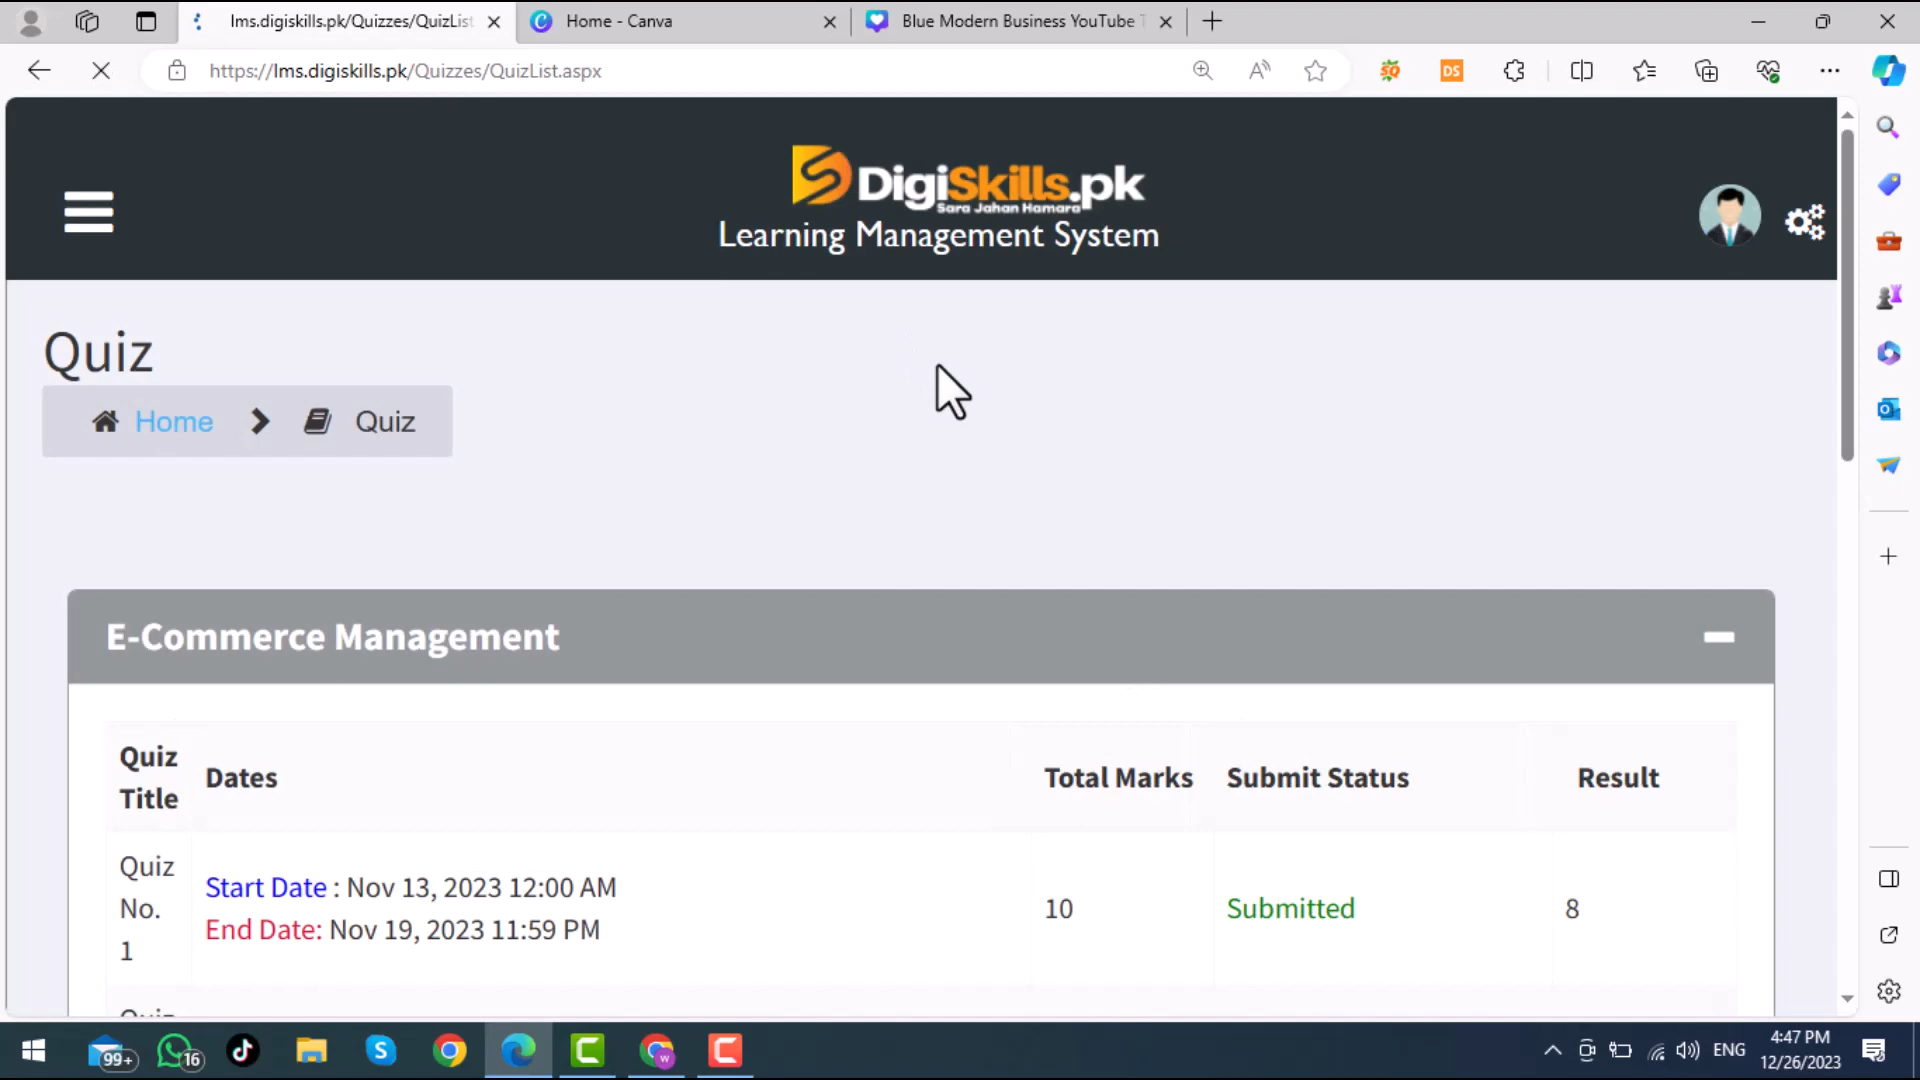 lms.digiskills.pk/Quizzes/QuizList
Home - Canva
Blue Modern Business YouTube T
https://lms.digiskills.pk/Quizzes/QuizList.aspx
SQ
DS
DigiSkills.pk
Sara Jahan Hamara
Learning Management System
Quiz
Home
Quiz
E-Commerce Management
Quiz Title
Dates
Total Marks
Submit Status
Result
Quiz No. 1
Start Date : Nov 13, 2023 12:00 AM
End Date: Nov 19, 2023 11:59 PM
10
Submitted
8
99+
16
ENG
4:47 PM
12/26/2023